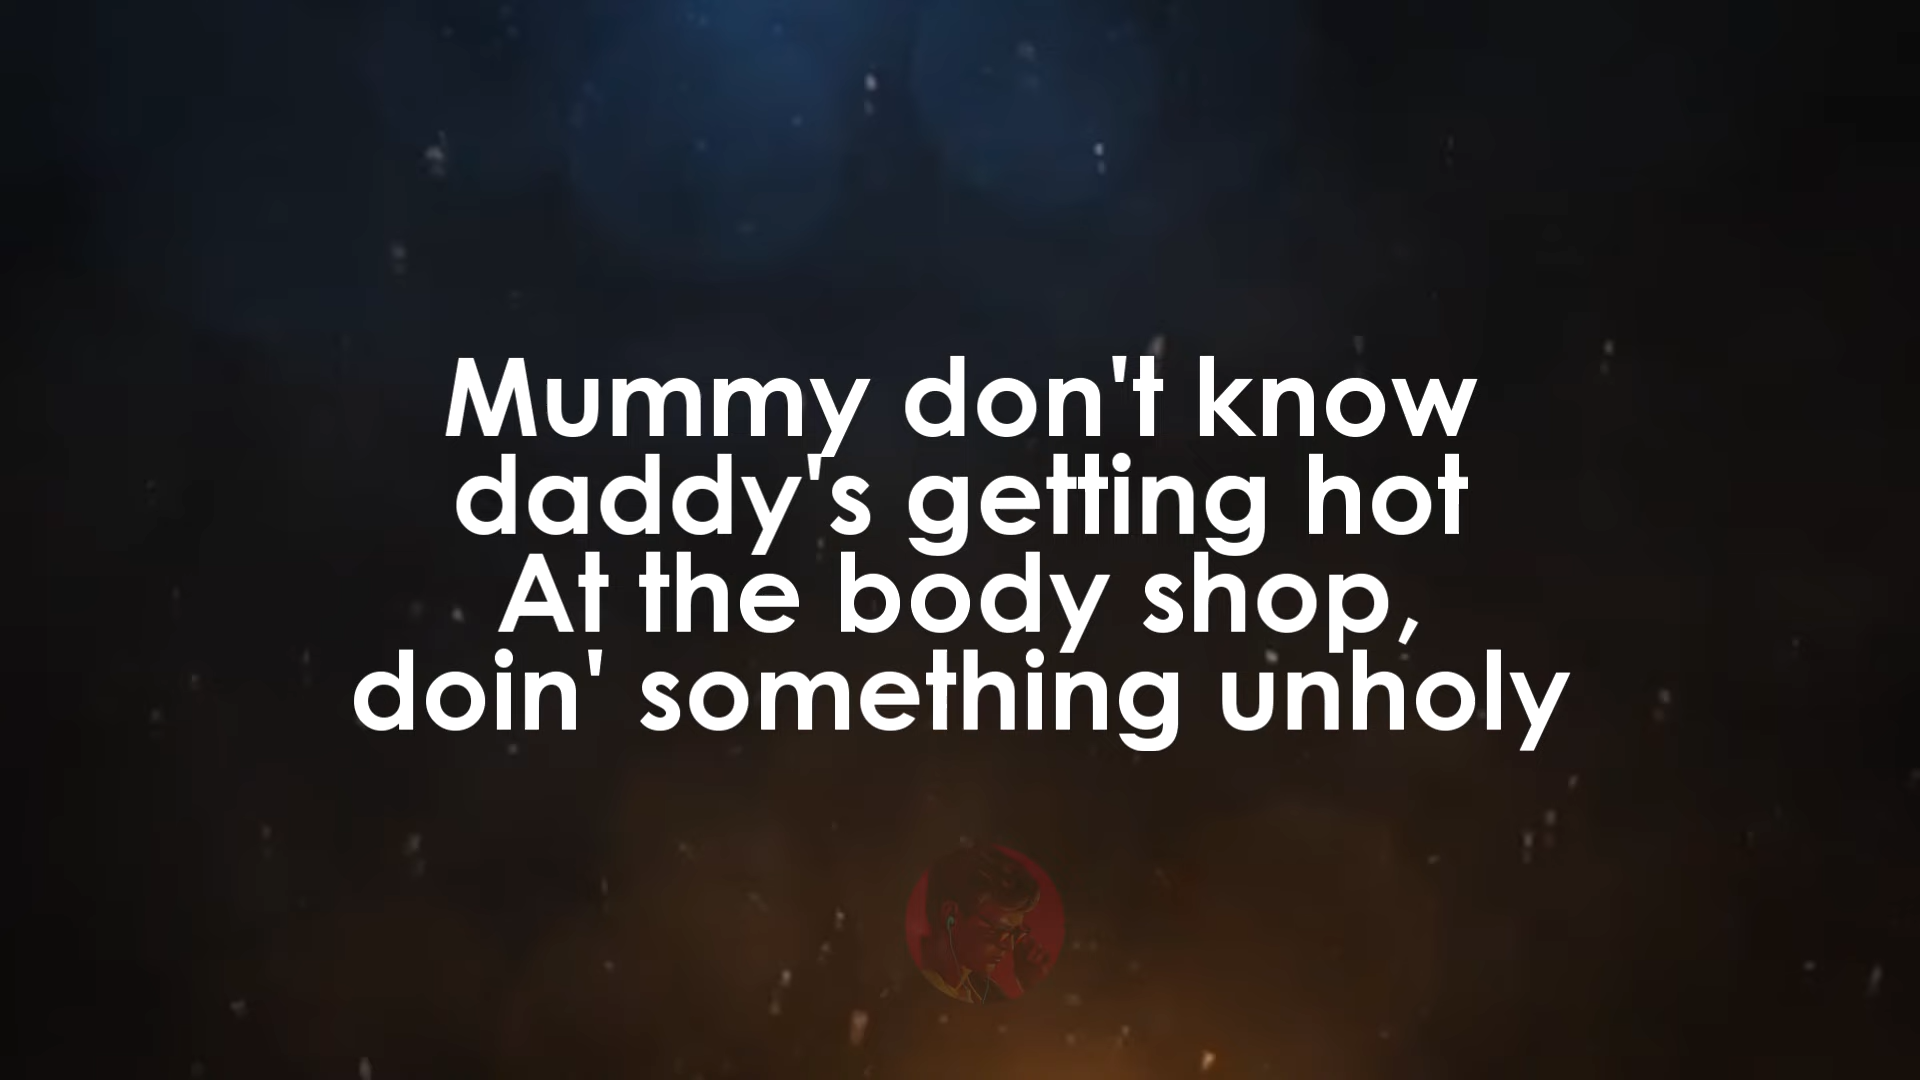 Mummy don't know
daddy's getting hot
At the body shop,
doin' something unholy